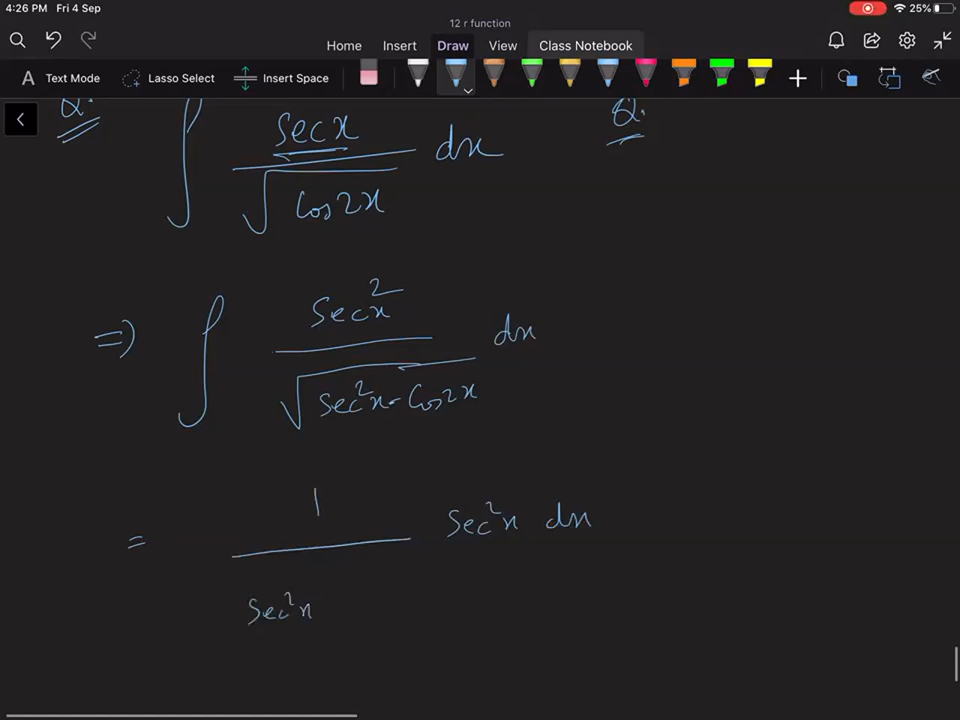 4:26 PM Fri 4 Sep 25%
12 r function
Home Insert Draw View Class Notebook
A Text Mode Lasso Select Insert Space
Q. ∫ secx / √cos2x dx Q.
⇒ ∫ sec²x / √sec²x·cos2x dx
= 1 / sec²x sec²x dx